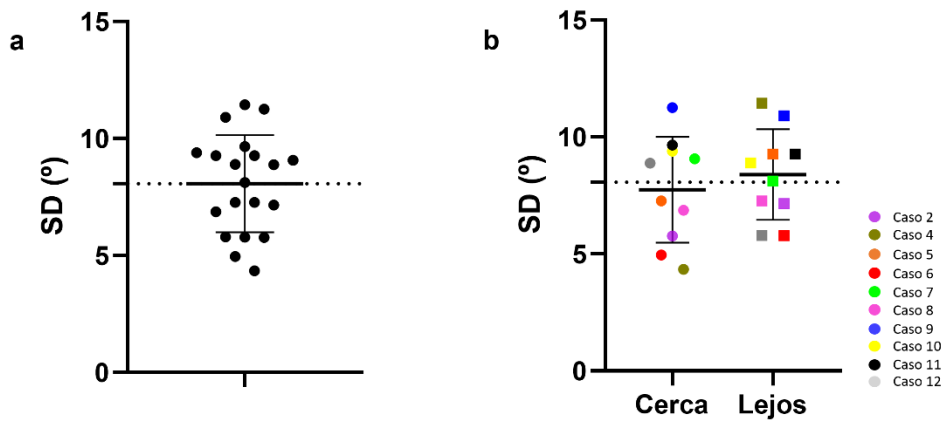 a
SD (º)
15
10
5
0
b
SD (º)
15
10
5
0
Cerca
Lejos
Caso 2
Caso 4
Caso 5
Caso 6
Caso 7
Caso 8
Caso 9
Caso 10
Caso 11
Caso 12